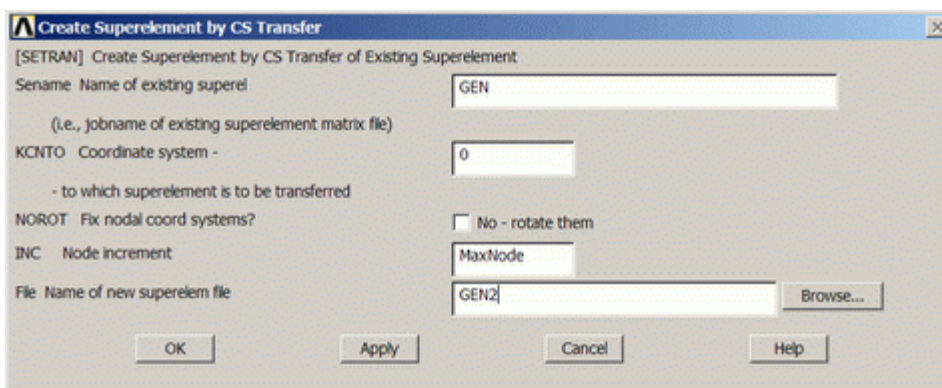 Create Superelement by CS Transfer
[SETRAN] Create Superelement by CS Transfer of Existing Superelement
Sename Name of existing superel GEN
(i.e., jobname of existing superelement matrix file)
KCNTO Coordinate system - 0
- to which superelement is to be transferred
NOROT Fix nodal coord systems? No - rotate them
INC Node increment MaxNode
File Name of new superelem file GEN2 Browse...
OK Apply Cancel Help